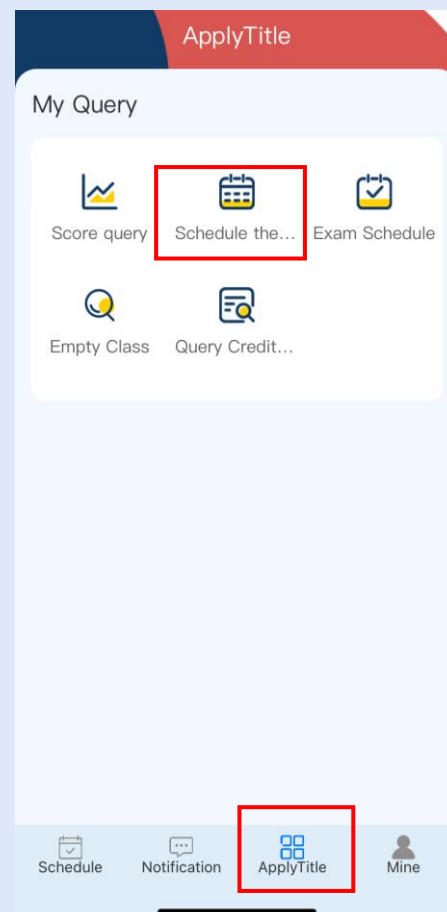 ApplyTitle
My Query
Score query
Schedule the...
Exam Schedule
Empty Class
Query Credit...
Schedule
Notification
ApplyTitle
Mine